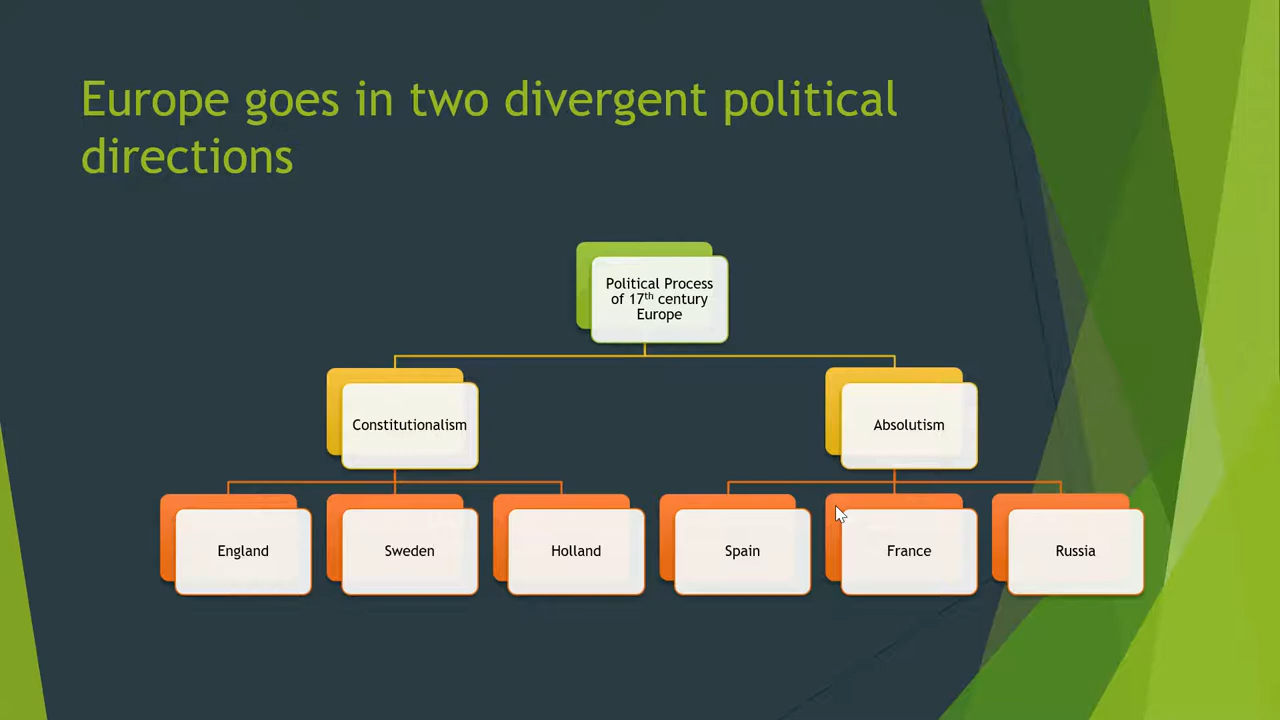 Europe goes in two divergent political
directions
Political Process
of 17th century
Europe
Constitutionalism
Absolutism
England
Sweden
Holland
Spain
France
Russia